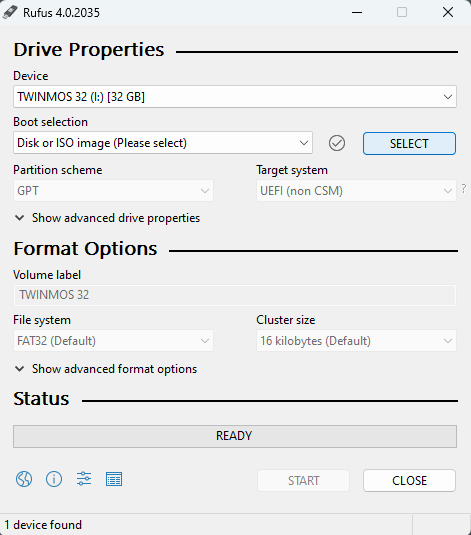 Rufus 4.0.2035
Drive Properties
Device
TWINMOS 32 (I:) [32 GB]
Boot selection
Disk or ISO image (Please select)
SELECT
Partition scheme
Target system
GPT
UEFI (non CSM)
?
Show advanced drive properties
Format Options
Volume label
TWINMOS 32
File system
Cluster size
FAT32 (Default)
16 kilobytes (Default)
Show advanced format options
Status
READY
START
CLOSE
1 device found